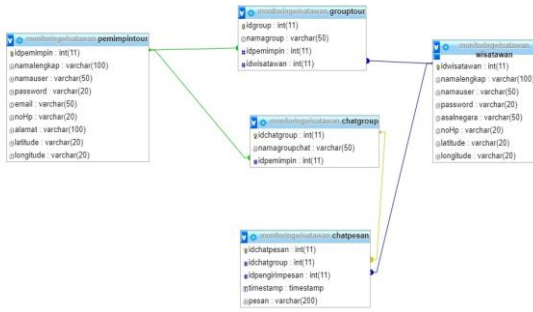 monitoringwisatawan pemimpintour
idpemimpin : int(11)
namalengkap : varchar(100)
namauser : varchar(50)
password : varchar(20)
email : varchar(50)
noHp : varchar(20)
alamat : varchar(100)
latitude : varchar(20)
longitude : varchar(20)
monitoringwisatawan grouptour
idgroup : int(11)
namagroup : varchar(50)
idpemimpin : int(11)
idwisatawan : int(11)
monitoringwisatawan chatgroup
idchatgroup : int(11)
namagroupchat : varchar(50)
idpemimpin : int(11)
monitoringwisatawan chatpesan
idchatpesan : int(11)
idchatgroup : int(11)
idpengirimpesan : int(11)
timestamp : timestamp
pesan : varchar(200)
monitoringwisatawan
wisatawan
idwisatawan : int(11)
namalengkap : varchar(100)
namauser : varchar(50)
password : varchar(20)
asalnegara : varchar(50)
noHp : varchar(20)
latitude : varchar(20)
longitude : varchar(20)